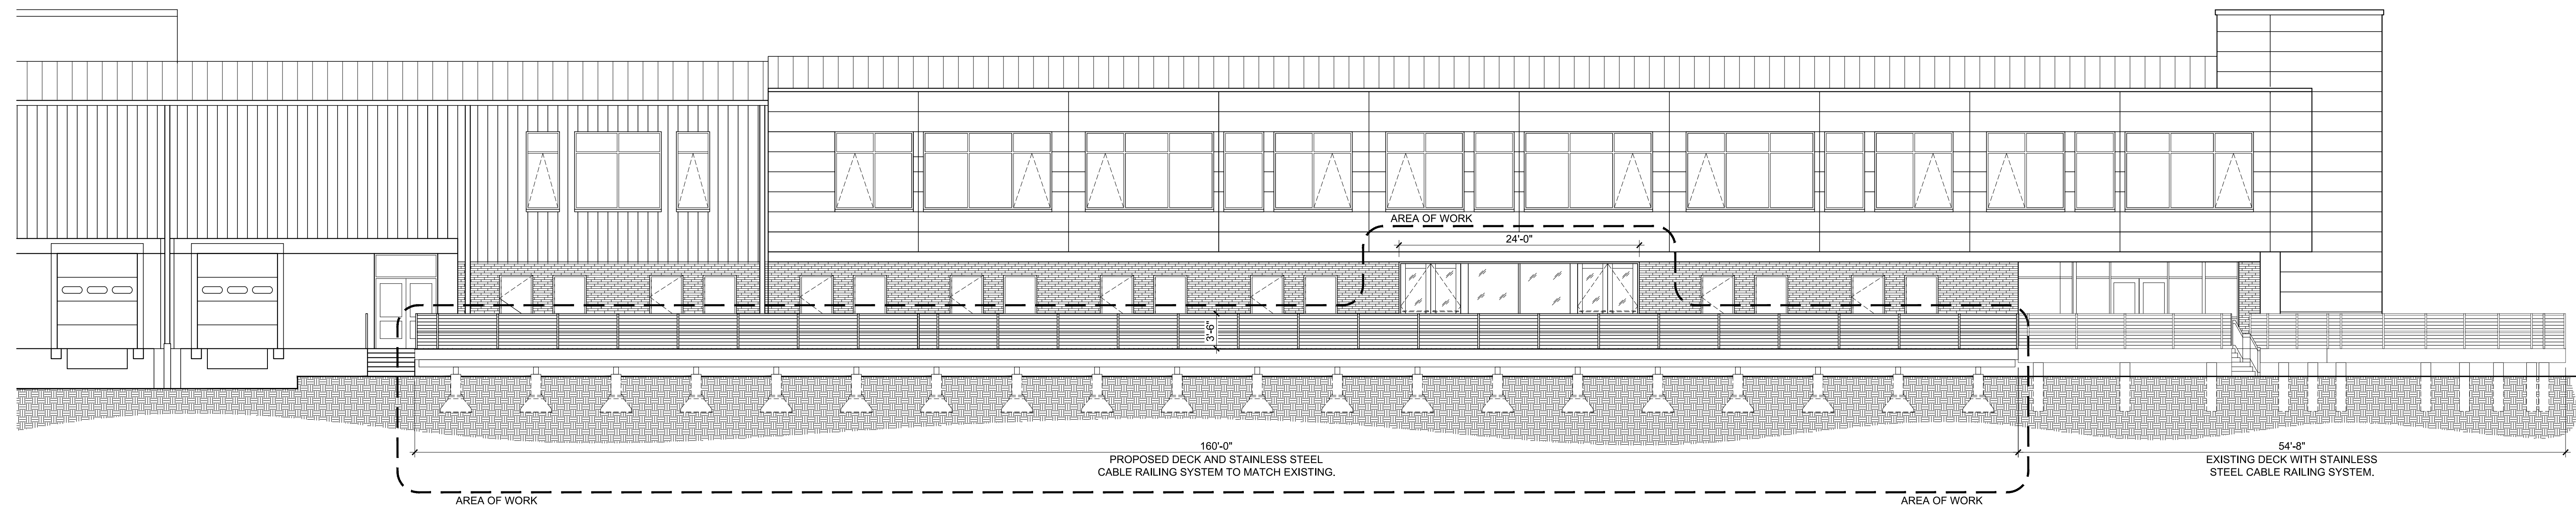 AREA OF WORK
24'-0"
3'-6"
160'-0"
PROPOSED DECK AND STAINLESS STEEL
CABLE RAILING SYSTEM TO MATCH EXISTING.
54'-8"
EXISTING DECK WITH STAINLESS
STEEL CABLE RAILING SYSTEM.
AREA OF WORK
AREA OF WORK